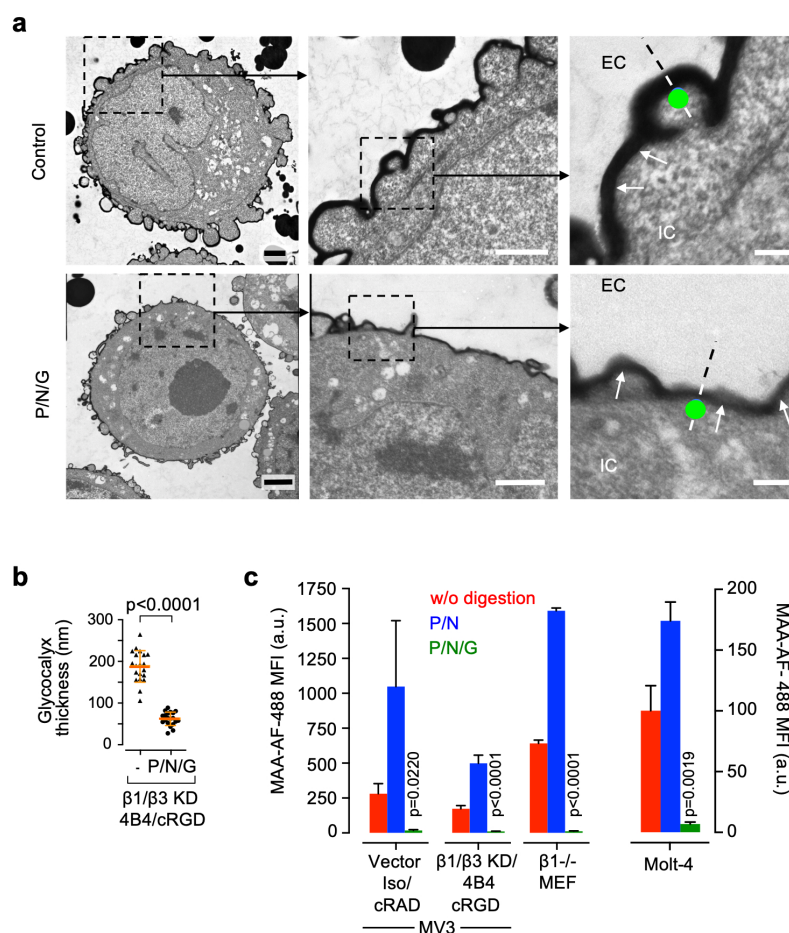 a
Control
EC
IC
P/N/G
EC
IC
b
p<0.0001
Glycocalyx
thickness (nm)
300
200
100
0
- P/N/G
β1/β3 KD
4B4/cRGD
c
MAA-AF-488 MFI (a.u.)
1750
1500
1250
1000
750
500
250
0
w/o digestion
P/N
P/N/G
p=0.0220
p<0.0001
p<0.0001
p=0.0019
200
150
100
50
0
MAA-AF- 488 MFI
(a.u.)
Vector
Iso/
cRAD
β1/β3 KD/
4B4
cRGD
β1-/-
MEF
Molt-4
MV3